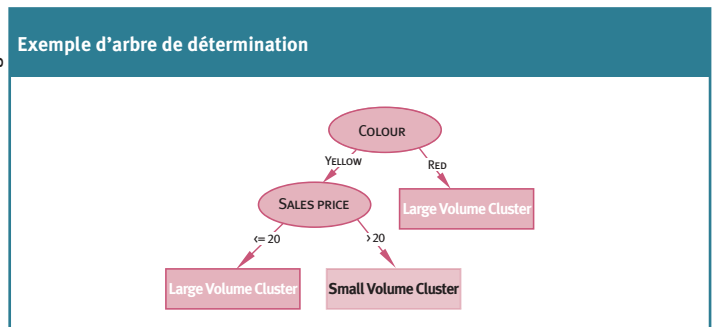 Exemple d'arbre de détermination
COLOUR
YELLOW
RED
SALES PRICE
Large Volume Cluster
<= 20
> 20
Large Volume Cluster
Small Volume Cluster